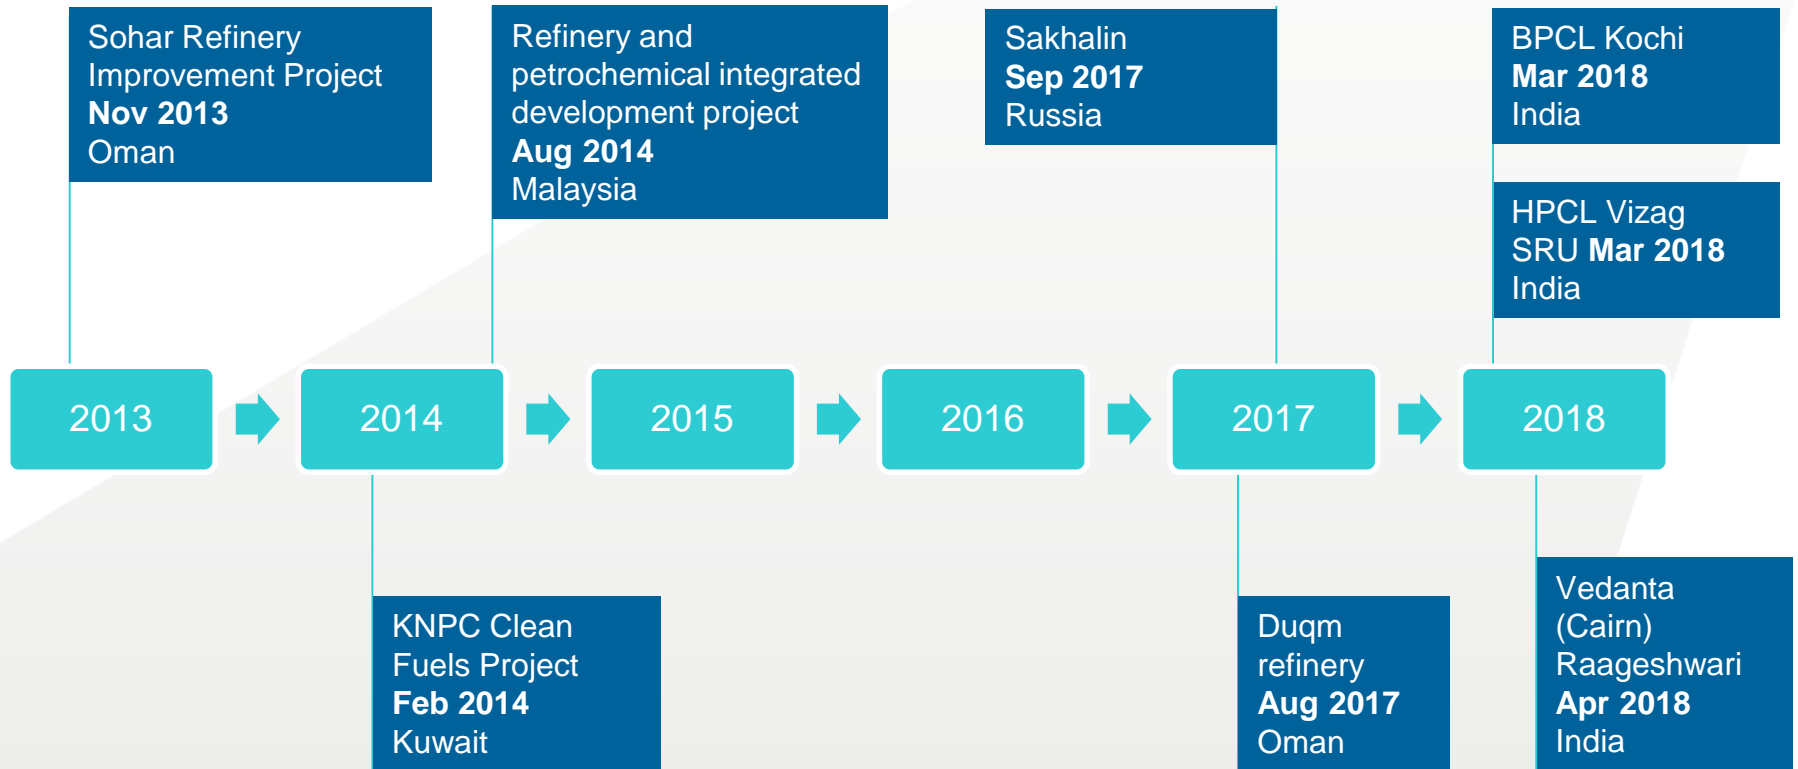 Sohar Refinery
Improvement Project
Nov 2013
Oman
Refinery and
petrochemical integrated
development project
Aug 2014
Malaysia
Sakhalin
Sep 2017
Russia
BPCL Kochi
Mar 2018
India
HPCL Vizag
SRU Mar 2018
India
2013
2014
2015
2016
2017
2018
KNPC Clean
Fuels Project
Feb 2014
Kuwait
Duqm
refinery
Aug 2017
Oman
Vedanta
(Cairn)
Raageshwari
Apr 2018
India